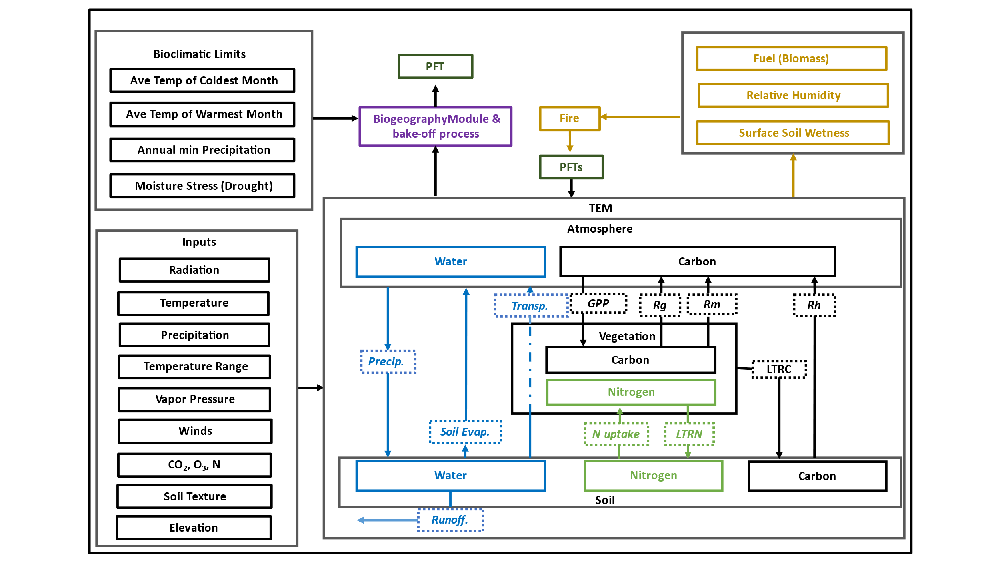 Bioclimatic Limits
Ave Temp of Coldest Month
Ave Temp of Warmest Month
Annual min Precipitation
Moisture Stress (Drought)
PFT
BiogeographyModule &
bake-off process
Fire
PFTs
Fuel (Biomass)
Relative Humidity
Surface Soil Wetness
Inputs
Radiation
Temperature
Precipitation
Temperature Range
Vapor Pressure
Winds
CO₂, O₃, N
Soil Texture
Elevation
TEM
Atmosphere
Water
Carbon
Transp.
GPP
Rg
Rm
Rh
Vegetation
Carbon
Nitrogen
Precip.
LTRC
Soil Evap.
N uptake
LTRN
Water
Nitrogen
Carbon
Soil
Runoff.